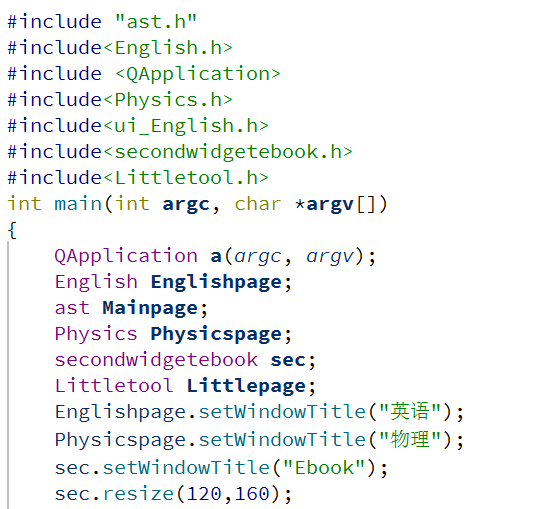 #include "ast.h"
#include<English.h>
#include <QApplication>
#include<Physics.h>
#include<ui_English.h>
#include<secondwidgetebook.h>
#include<Littletool.h>
int main(int argc, char *argv[])
{
    QApplication a(argc, argv);
    English Englishpage;
    ast Mainpage;
    Physics Physicspage;
    secondwidgetebook sec;
    Littletool Littlepage;
    Englishpage.setWindowTitle("英语");
    Physicspage.setWindowTitle("物理");
    sec.setWindowTitle("Ebook");
    sec.resize(120,160);